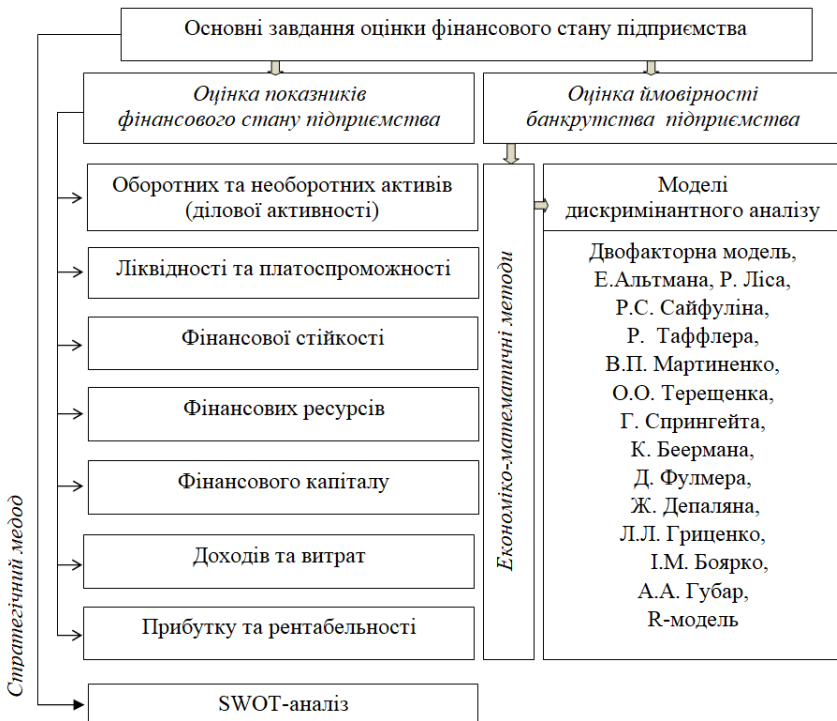 Основні завдання оцінки фінансового стану підприємства
Оцінка показників
фінансового стану підприємства
Оцінка ймовірності
банкрутства підприємства
Оборотних та необоротних активів
(ділової активності)
Ліквідності та платоспроможності
Фінансової стійкості
Фінансових ресурсів
Фінансового капіталу
Доходів та витрат
Прибутку та рентабельності
Економіко-математичні методи
Моделі
дискримінантного аналізу
Двофакторна модель,
Е.Альтмана, Р. Ліса,
Р.С. Сайфуліна,
Р. Таффлера,
В.П. Мартиненко,
О.О. Терещенка,
Г. Спрингейта,
К. Беермана,
Д. Фулмера,
Ж. Депаляна,
Л.Л. Гриценко,
І.М. Боярко,
А.А. Губар,
R-модель
Стратегічний медод
SWOT-аналіз